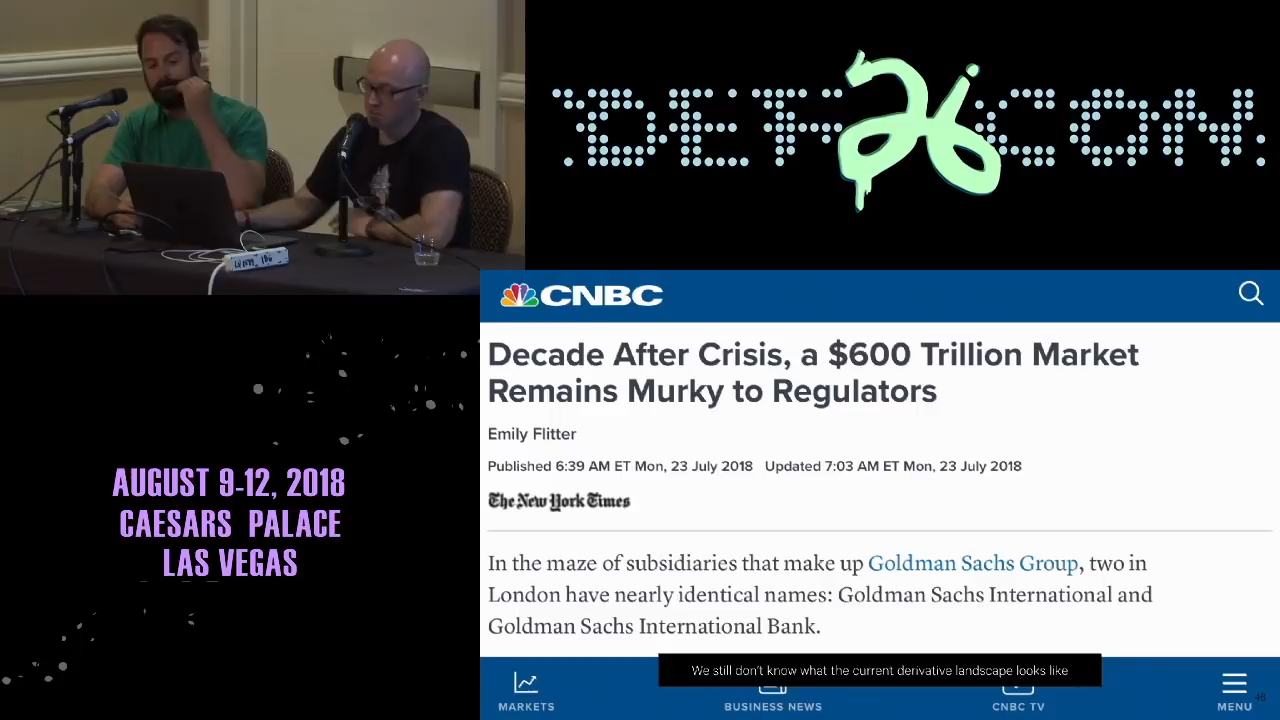 DEF 26 CON
CNBC
Decade After Crisis, a $600 Trillion Market
Remains Murky to Regulators
Emily Flitter
Published 6:39 AM ET Mon, 23 July 2018 Updated 7:03 AM ET Mon, 23 July 2018
The New York Times
In the maze of subsidiaries that make up Goldman Sachs Group, two in
London have nearly identical names: Goldman Sachs International and
Goldman Sachs International Bank.
We still don't know what the current derivative landscape looks like
MARKETS
BUSINESS NEWS
CNBC TV
MENU
46
AUGUST 9-12, 2018
CAESARS PALACE
LAS VEGAS